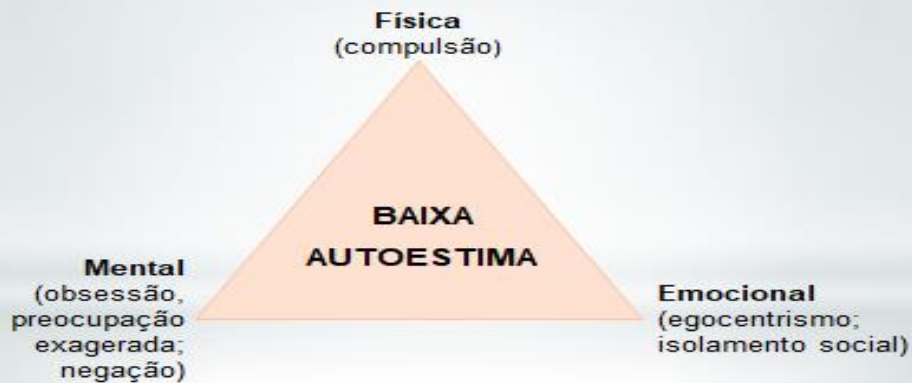 Física
(compulsão)
BAIXA
AUTOESTIMA
Mental
(obsessão,
preocupação
exagerada;
negação)
Emocional
(egocentrismo;
isolamento social)